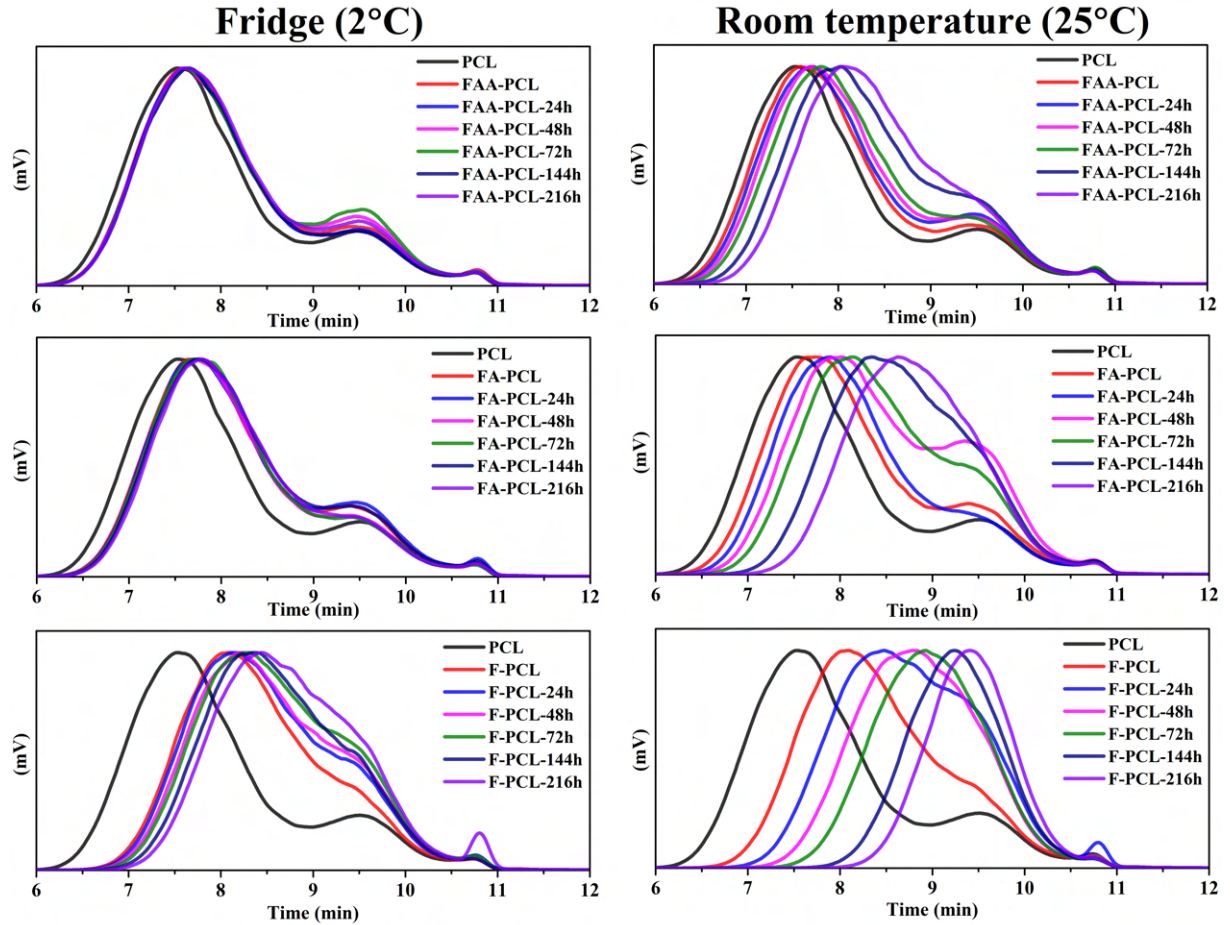 Fridge (2°C)
Room temperature (25°C)
(mV)
PCL
FAA-PCL
FAA-PCL-24h
FAA-PCL-48h
FAA-PCL-72h
FAA-PCL-144h
FAA-PCL-216h
6 7 8 9 10 11 12
Time (min)
(mV)
PCL
FAA-PCL
FAA-PCL-24h
FAA-PCL-48h
FAA-PCL-72h
FAA-PCL-144h
FAA-PCL-216h
6 7 8 9 10 11 12
Time (min)
(mV)
PCL
FA-PCL
FA-PCL-24h
FA-PCL-48h
FA-PCL-72h
FA-PCL-144h
FA-PCL-216h
6 7 8 9 10 11 12
Time (min)
(mV)
PCL
FA-PCL
FA-PCL-24h
FA-PCL-48h
FA-PCL-72h
FA-PCL-144h
FA-PCL-216h
6 7 8 9 10 11 12
Time (min)
(mV)
PCL
F-PCL
F-PCL-24h
F-PCL-48h
F-PCL-72h
F-PCL-144h
F-PCL-216h
6 7 8 9 10 11 12
Time (min)
(mV)
PCL
F-PCL
F-PCL-24h
F-PCL-48h
F-PCL-72h
F-PCL-144h
F-PCL-216h
6 7 8 9 10 11 12
Time (min)